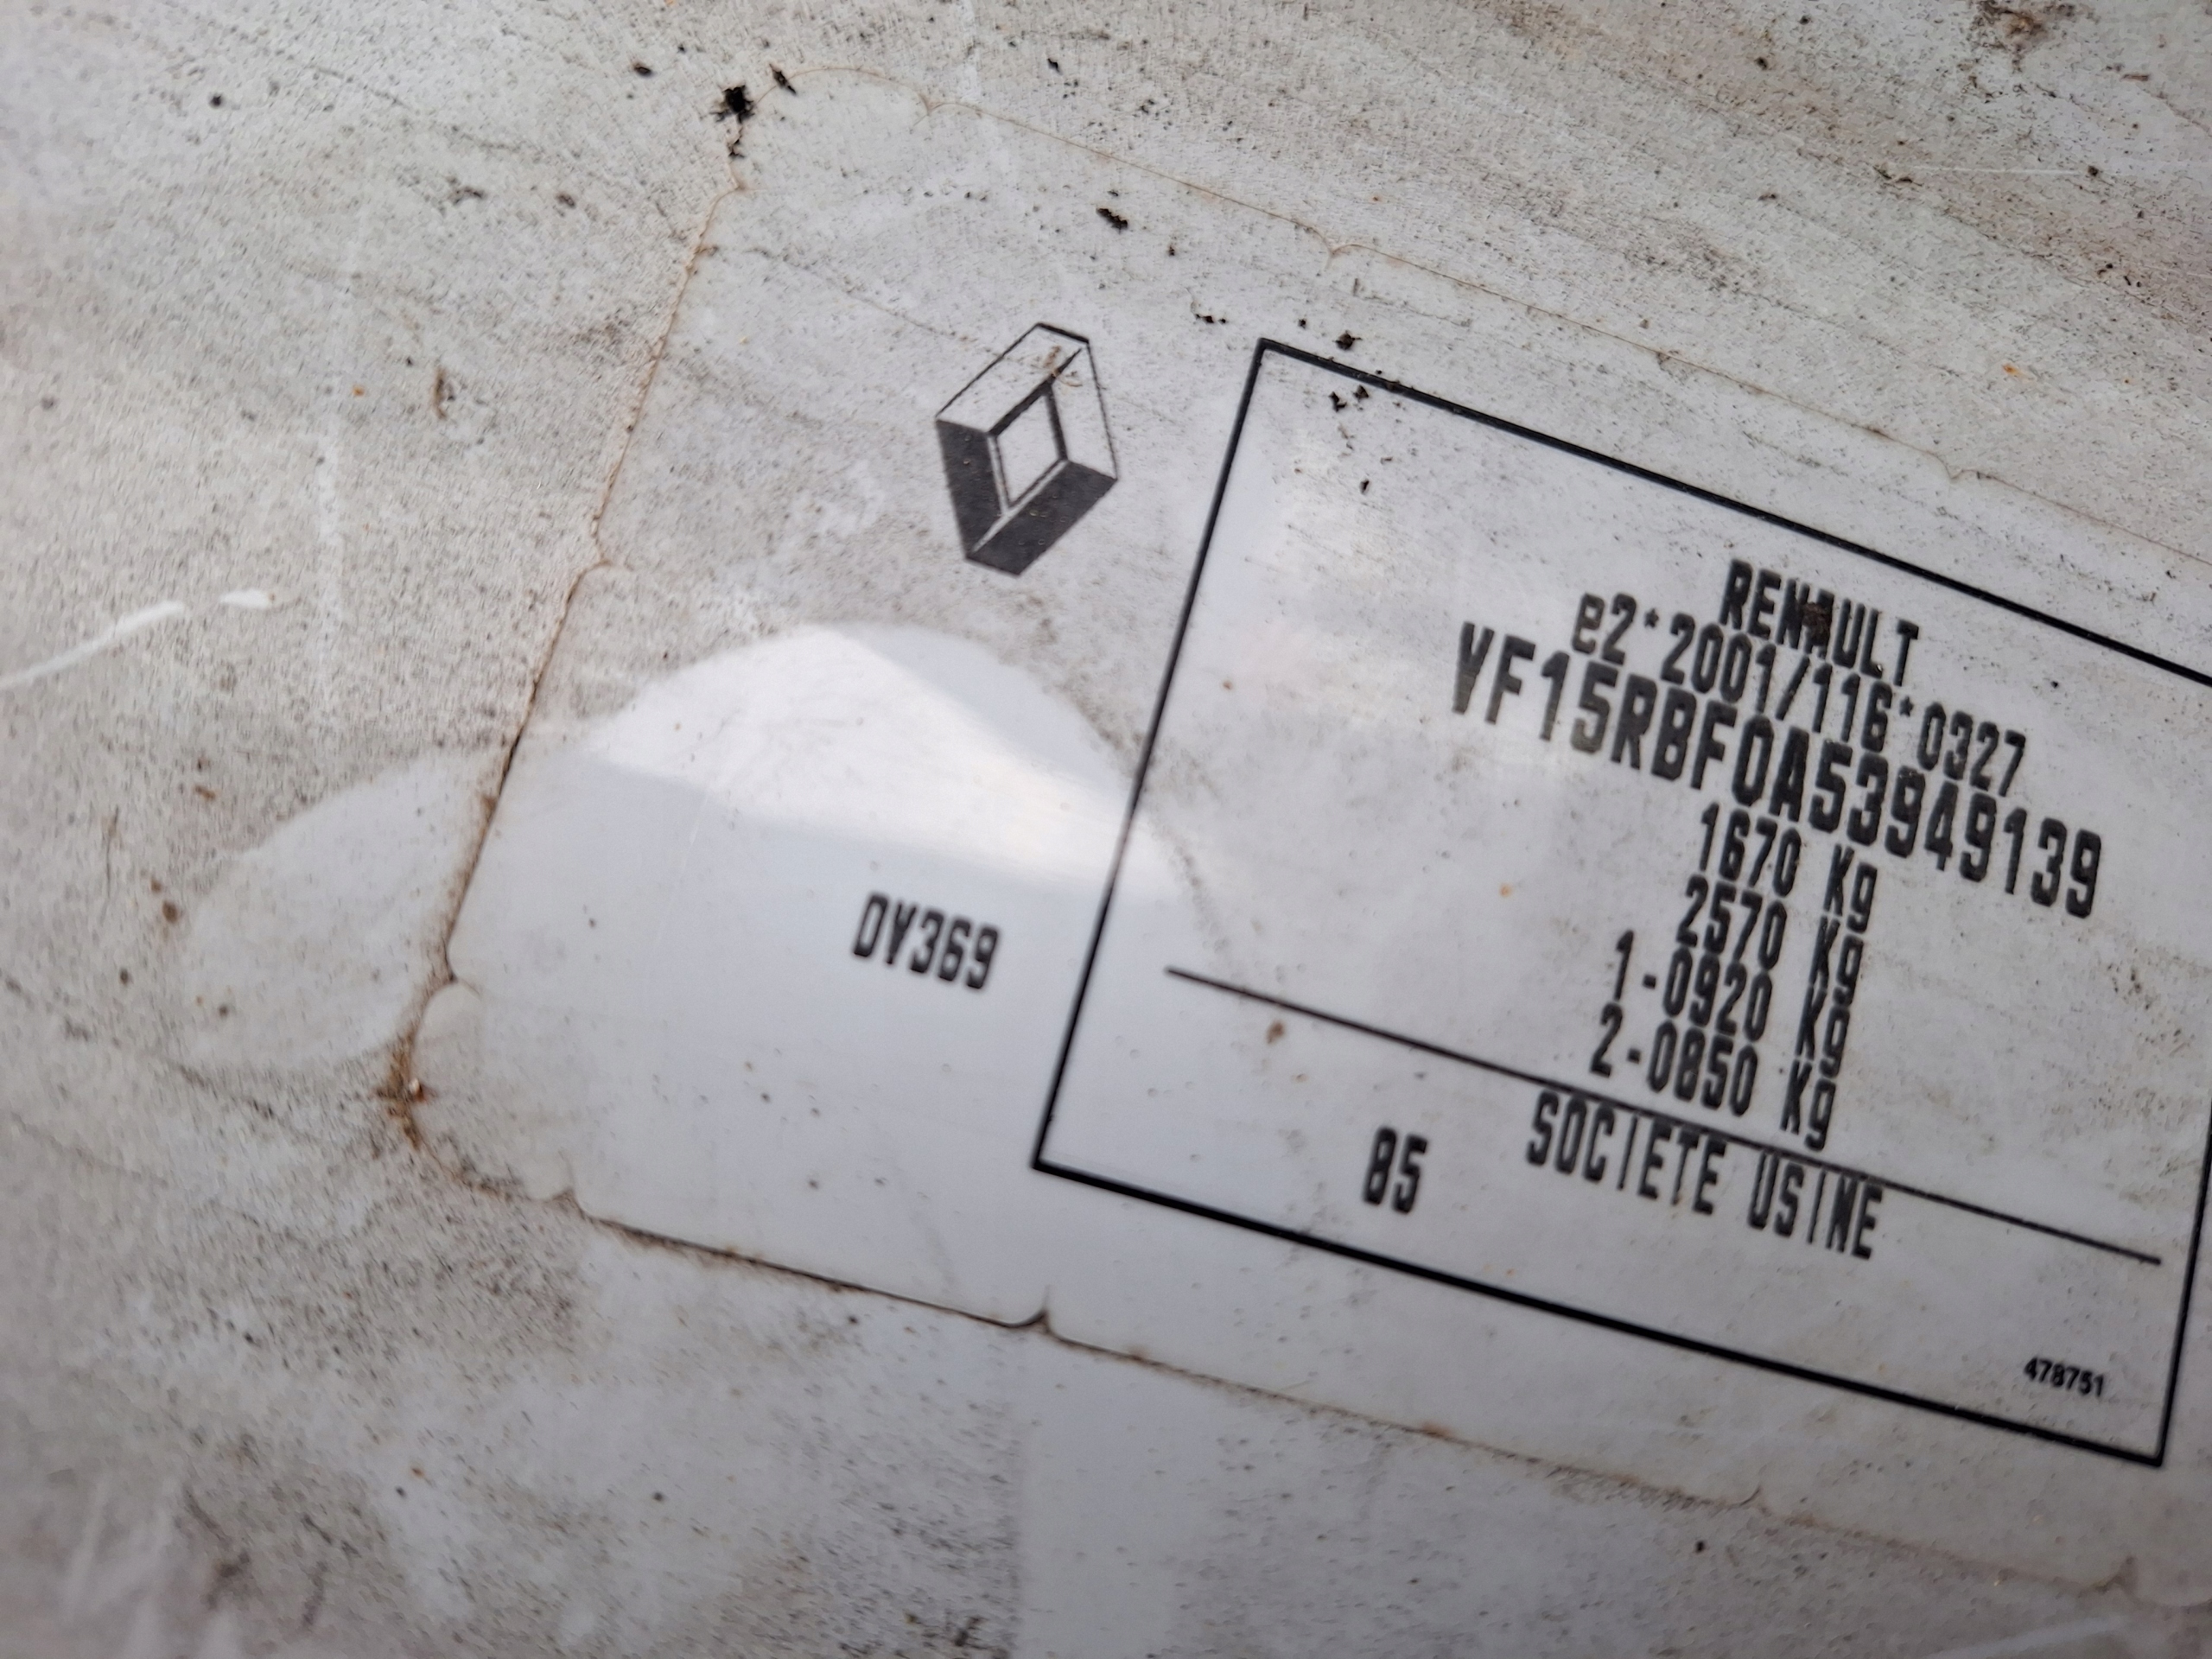 RENAULT
e2*2001/116*0327
VF15RBF0A53949139
1670 Kg
2570 Kg
1-0920 Kg
2-0850 Kg
DV369
85 SOCIETE USINE
478751